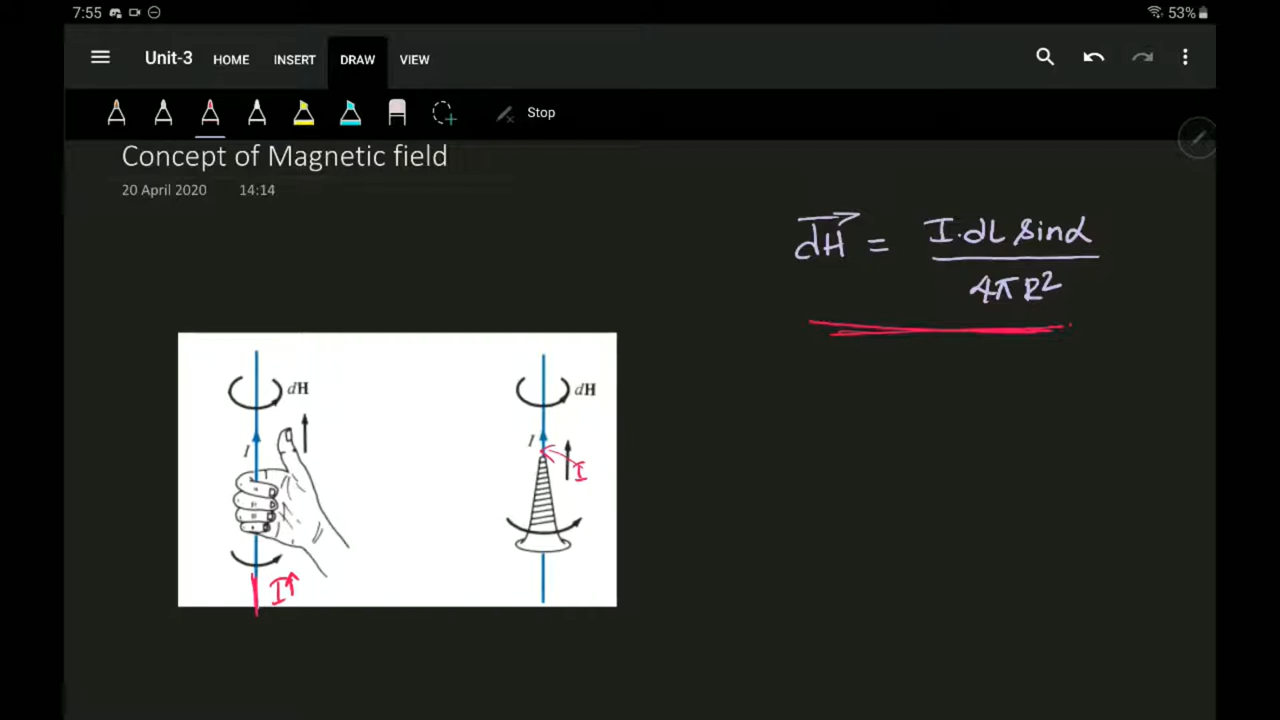 7:55 53%
Unit-3 HOME INSERT DRAW VIEW
Stop
Concept of Magnetic field
20 April 2020 14:14
dH = I·dL Sinα
4πR²
dH dH
I I
I
I↑